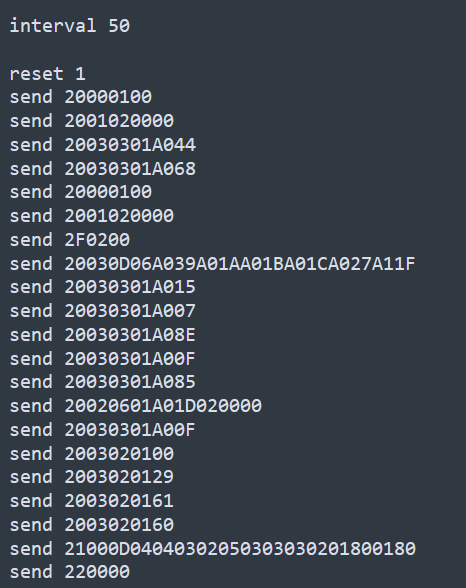 interval 50
reset 1
send 20000100
send 2001020000
send 20030301A044
send 20030301A068
send 20000100
send 2001020000
send 2F0200
send 20030D06A039A01AA01BA01CA027A11F
send 20030301A015
send 20030301A007
send 20030301A08E
send 20030301A00F
send 20030301A085
send 20020601A01D020000
send 20030301A00F
send 2003020100
send 2003020129
send 2003020161
send 2003020160
send 21000D04040302050303030201800180
send 220000